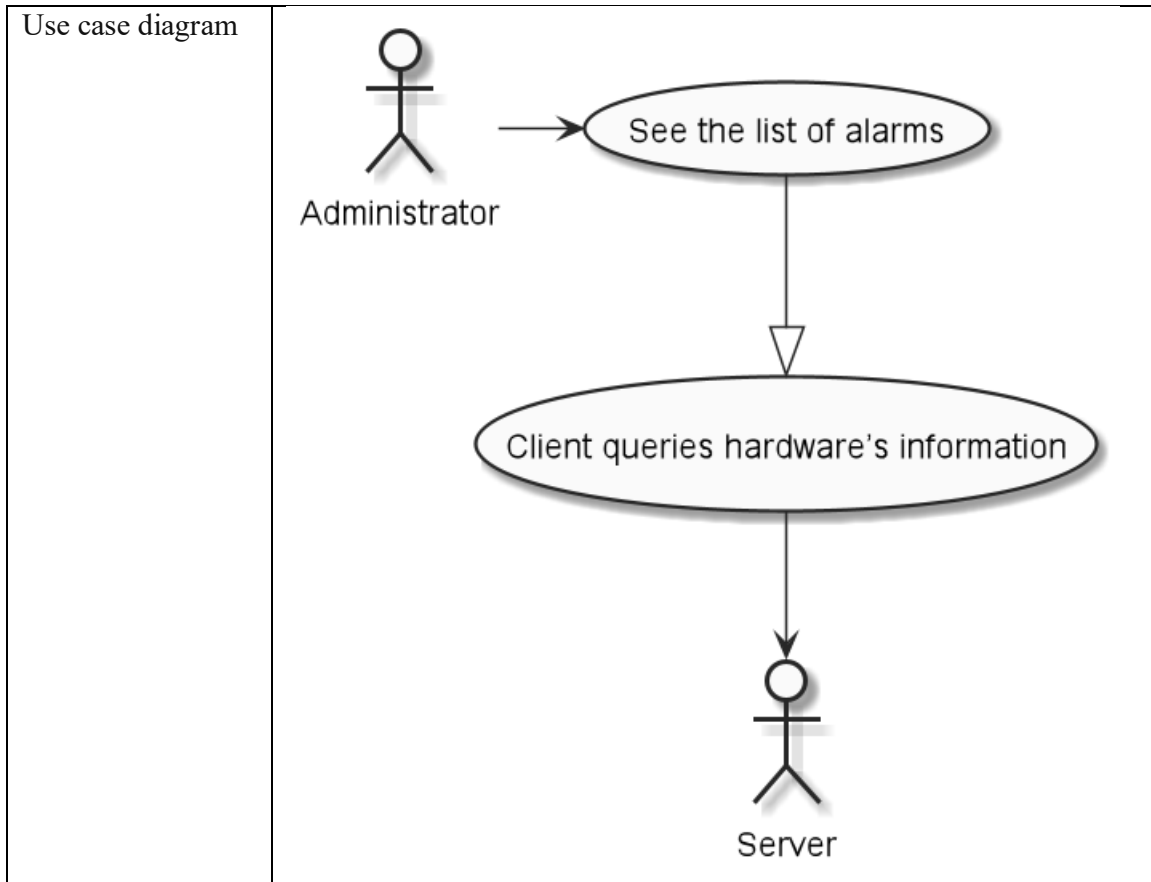 Use case diagram
See the list of alarms
Administrator
Client queries hardware’s information
Server